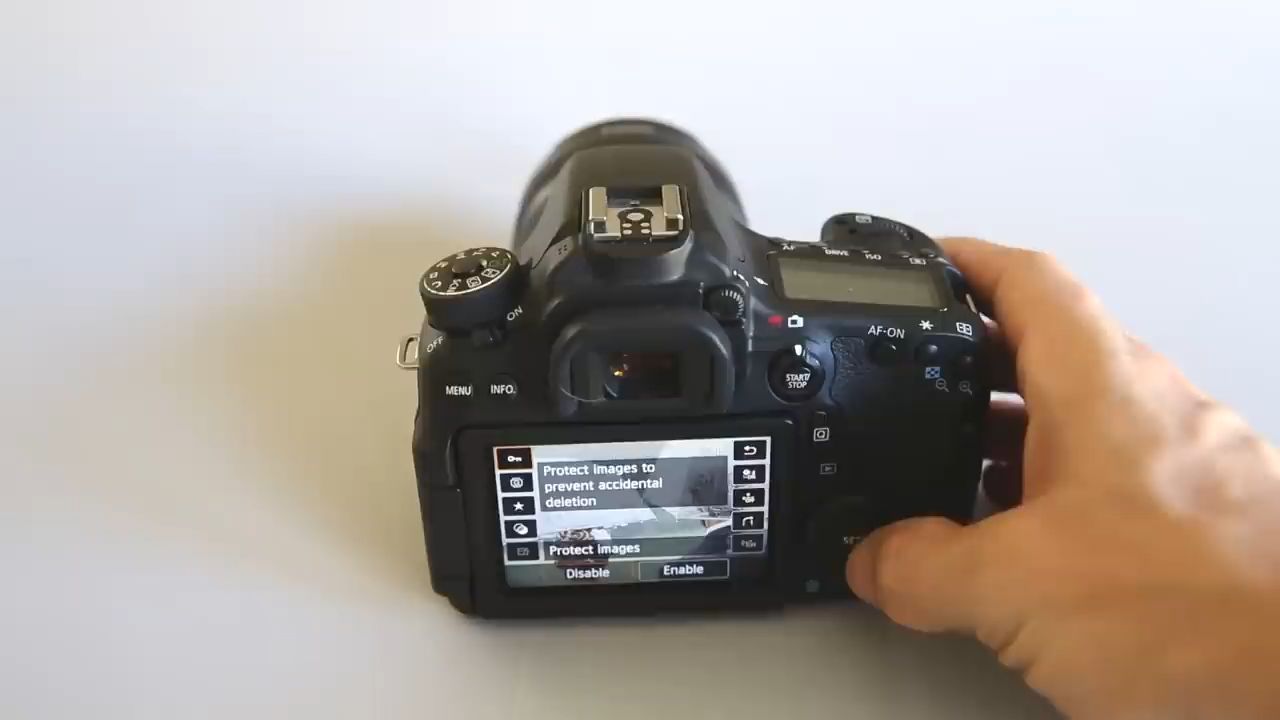 AF
DRIVE
ISO
ON
OFF
AF-ON
START/
STOP
MENU
INFO.
Q
Protect images to
prevent accidental
deletion
Protect images
Disable
Enable